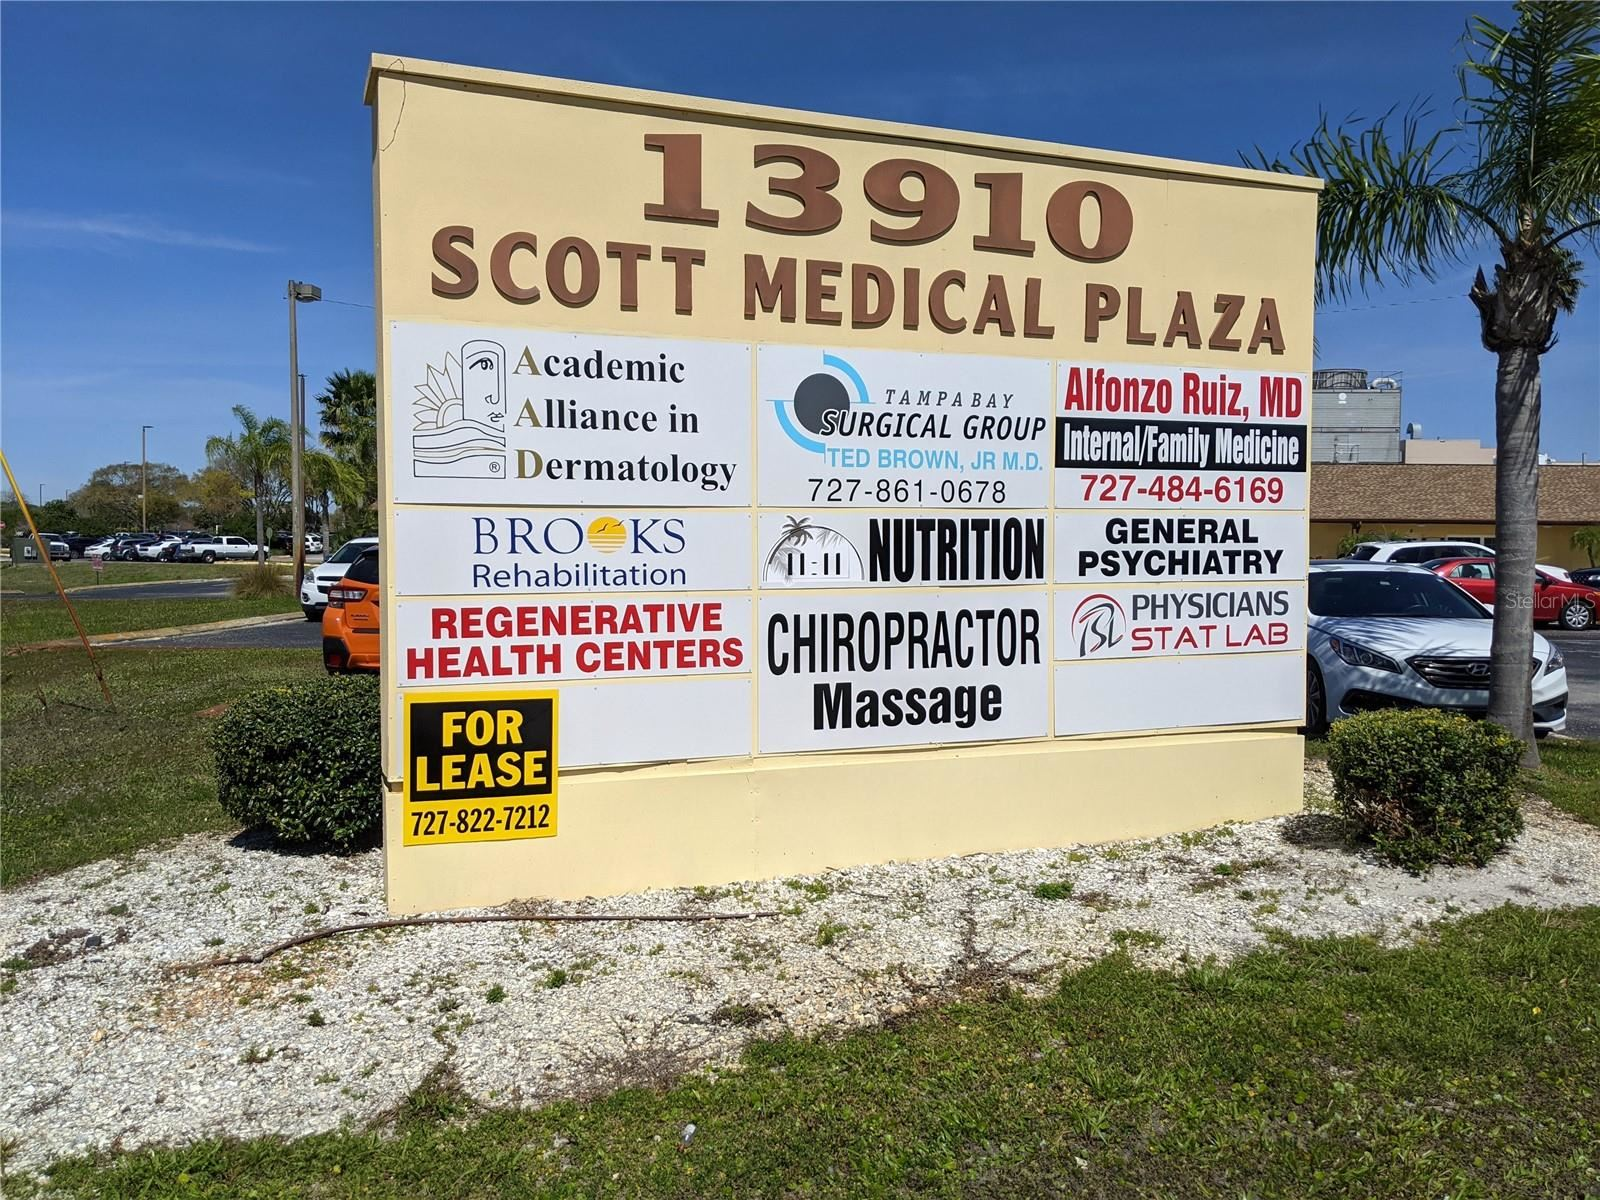 13910
SCOTT MEDICAL PLAZA
Academic
Alliance in
Dermatology
®
TAMPA BAY
SURGICAL GROUP
TED BROWN, JR M.D.
727-861-0678
Alfonzo Ruiz, MD
Internal/Family Medicine
727-484-6169
BROOKS
Rehabilitation
11:11 NUTRITION
GENERAL
PSYCHIATRY
REGENERATIVE
HEALTH CENTERS
CHIROPRACTOR
Massage
PSL
PHYSICIANS
STAT LAB
FOR
LEASE
727-822-7212
StellarMLS